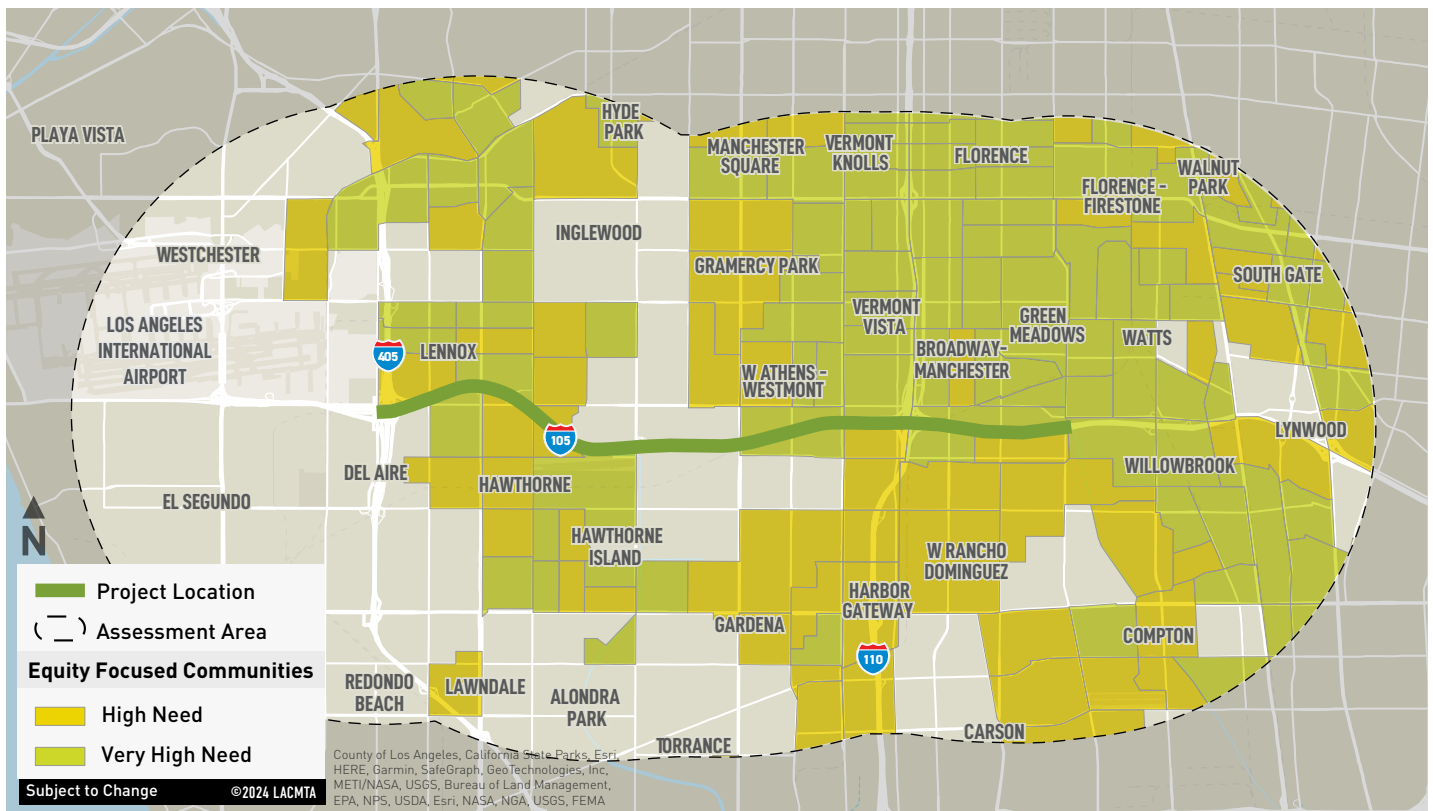 PLAYA VISTA
HYDE
PARK
MANCHESTER
SQUARE
VERMONT
KNOLLS
FLORENCE
WALNUT
PARK
FLORENCE -
FIRESTONE
WESTCHESTER
INGLEWOOD
GRAMERCY PARK
SOUTH GATE
LOS ANGELES
INTERNATIONAL
AIRPORT
405
LENNOX
VERMONT
VISTA
GREEN
MEADOWS
WATTS
BROADWAY-
MANCHESTER
W ATHENS -
WESTMONT
105
LYNWOOD
DEL AIRE
HAWTHORNE
WILLOWBROOK
EL SEGUNDO
N
HAWTHORNE
ISLAND
W RANCHO
DOMINGUEZ
HARBOR
GATEWAY
GARDENA
COMPTON
110
REDONDO
BEACH
LAWNDALE
ALONDRA
PARK
TORRANCE
CARSON
Project Location
Assessment Area
Equity Focused Communities
High Need
Very High Need
Subject to Change ©2024 LACMTA
County of Los Angeles, California State Parks, Esri,
HERE, Garmin, SafeGraph, GeoTechnologies, Inc,
METI/NASA, USGS, Bureau of Land Management,
EPA, NPS, USDA, Esri, NASA, NGA, USGS, FEMA